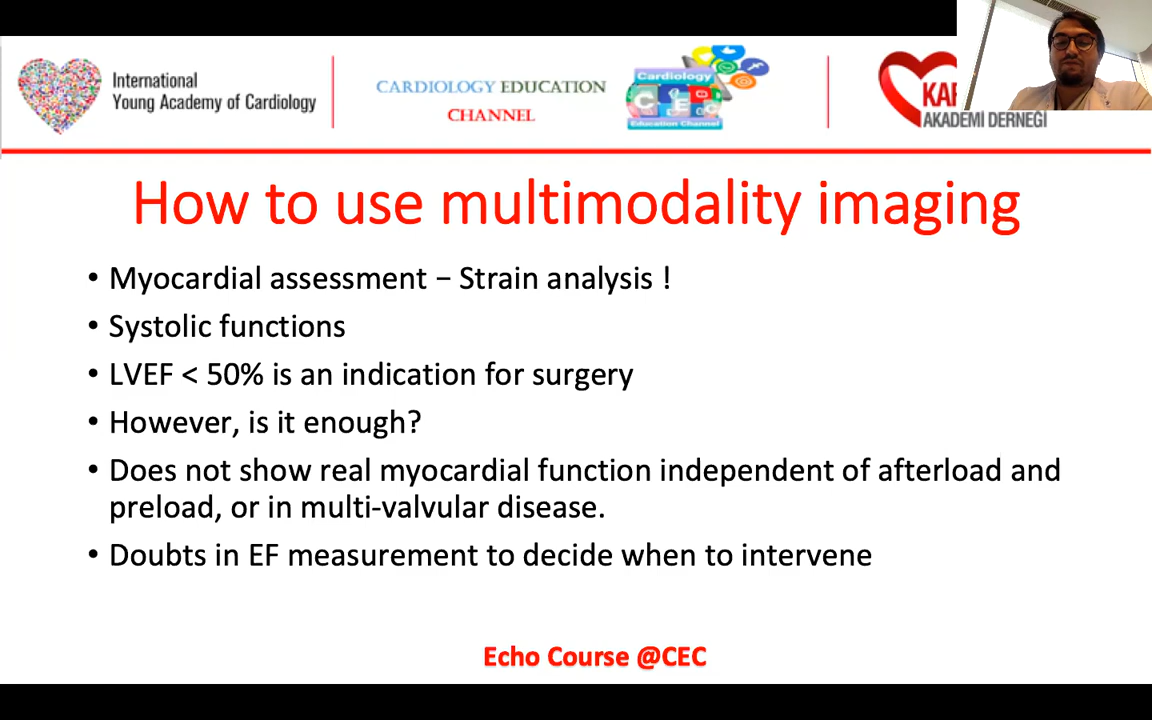 International
Young Academy of Cardiology
CARDIOLOGY EDUCATION
CHANNEL
Cardiology
C E C
Education Channel
AKADEMİ DERNEĞİ
How to use multimodality imaging
• Myocardial assessment – Strain analysis !
• Systolic functions
• LVEF < 50% is an indication for surgery
• However, is it enough?
• Does not show real myocardial function independent of afterload and
preload, or in multi-valvular disease.
• Doubts in EF measurement to decide when to intervene
Echo Course @CEC